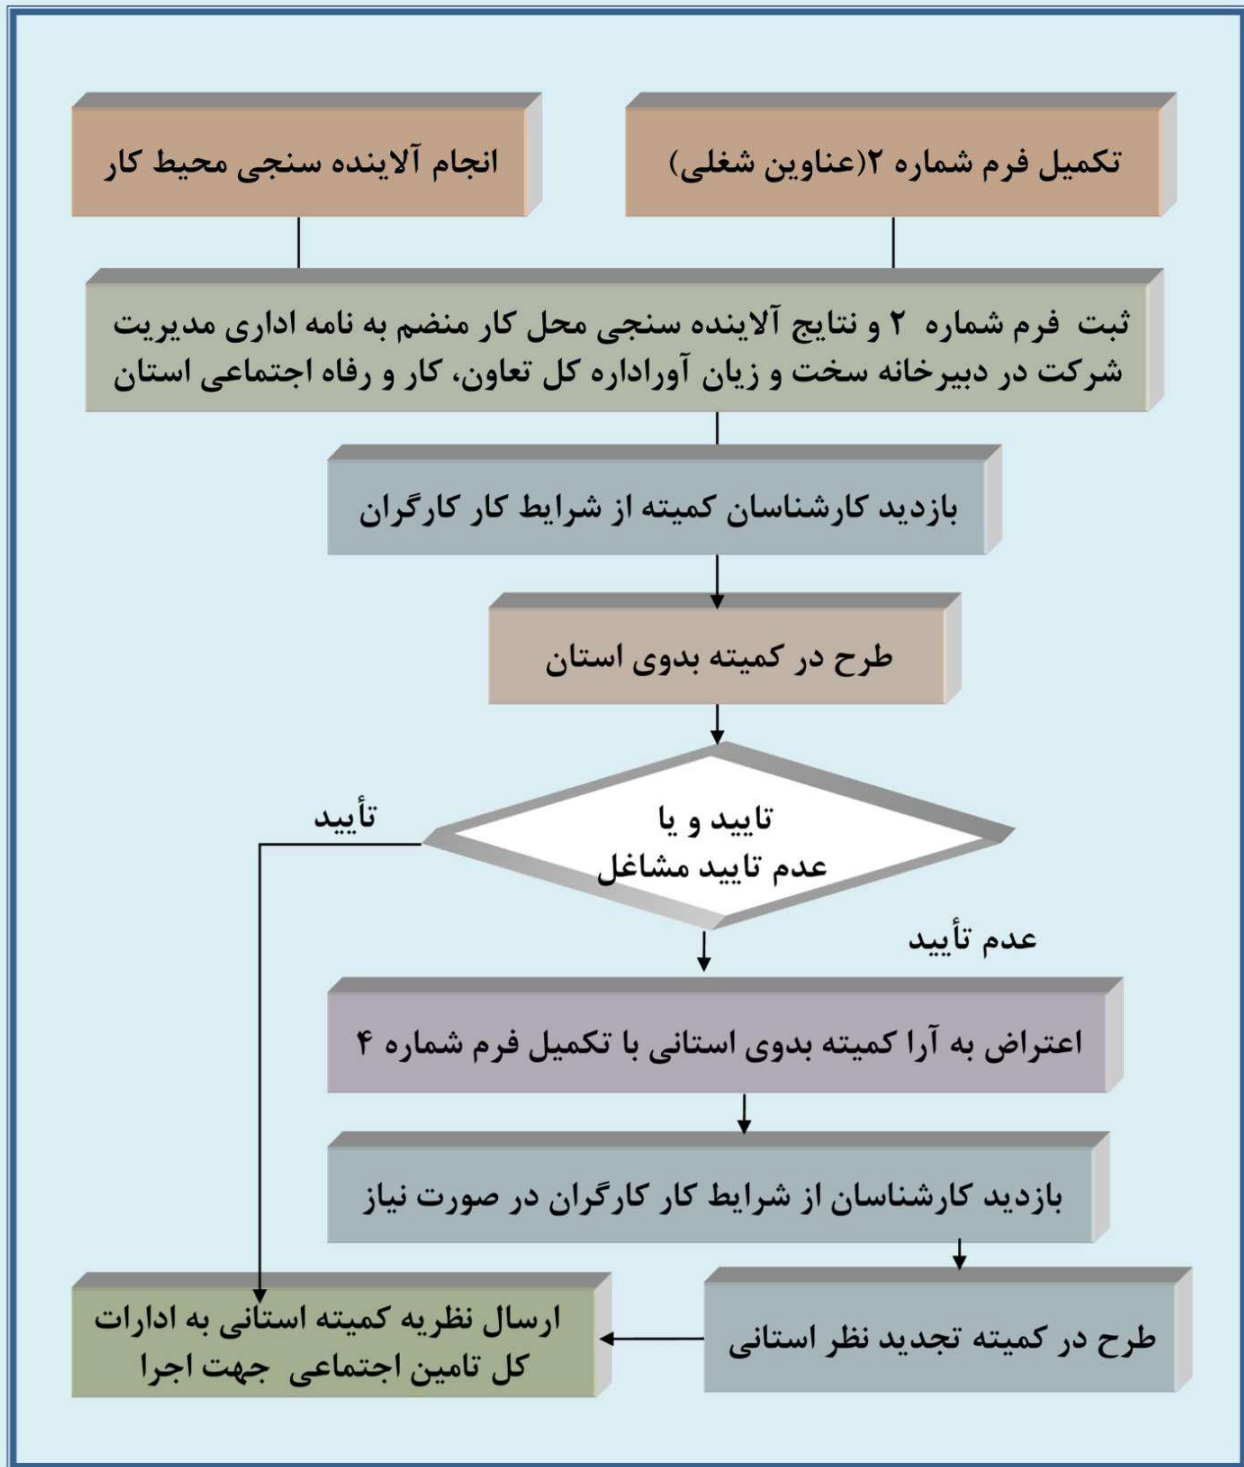 تکمیل فرم شماره ۲(عناوین شغلی)
انجام آلاینده سنجی محیط کار
ثبت فرم شماره ۲ و نتایج آلاینده سنجی محل کار منضم به نامه اداری مدیریت
شرکت در دبیرخانه سخت و زیان آوراداره کل تعاون، کار و رفاه اجتماعی استان
بازدید کارشناسان کمیته از شرایط کار کارگران
طرح در کمیته بدوی استان
تایید و یا
عدم تایید مشاغل
تأیید
عدم تأیید
اعتراض به آرا کمیته بدوی استانی با تکمیل فرم شماره ۴
بازدید کارشناسان از شرایط کار کارگران در صورت نیاز
طرح در کمیته تجدید نظر استانی
ارسال نظریه کمیته استانی به ادارات
کل تامین اجتماعی جهت اجرا